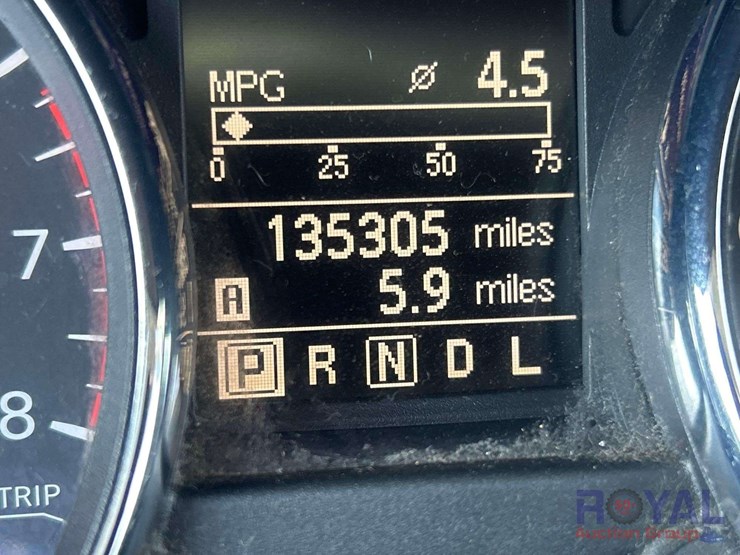 MPG ⌀ 4.5
0 25 50 75
135305 miles
A 5.9 miles
P R N D L
7
8
TRIP
ROYAL
Auction Group